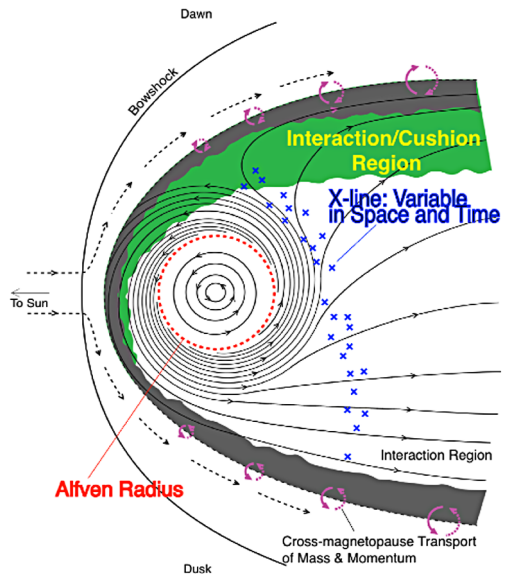 Dawn
Bowshock
Interaction/Cushion
Region
X-line: Variable
in Space and Time
To Sun
Interaction Region
Alfven Radius
Cross-magnetopause Transport
of Mass & Momentum
Dusk